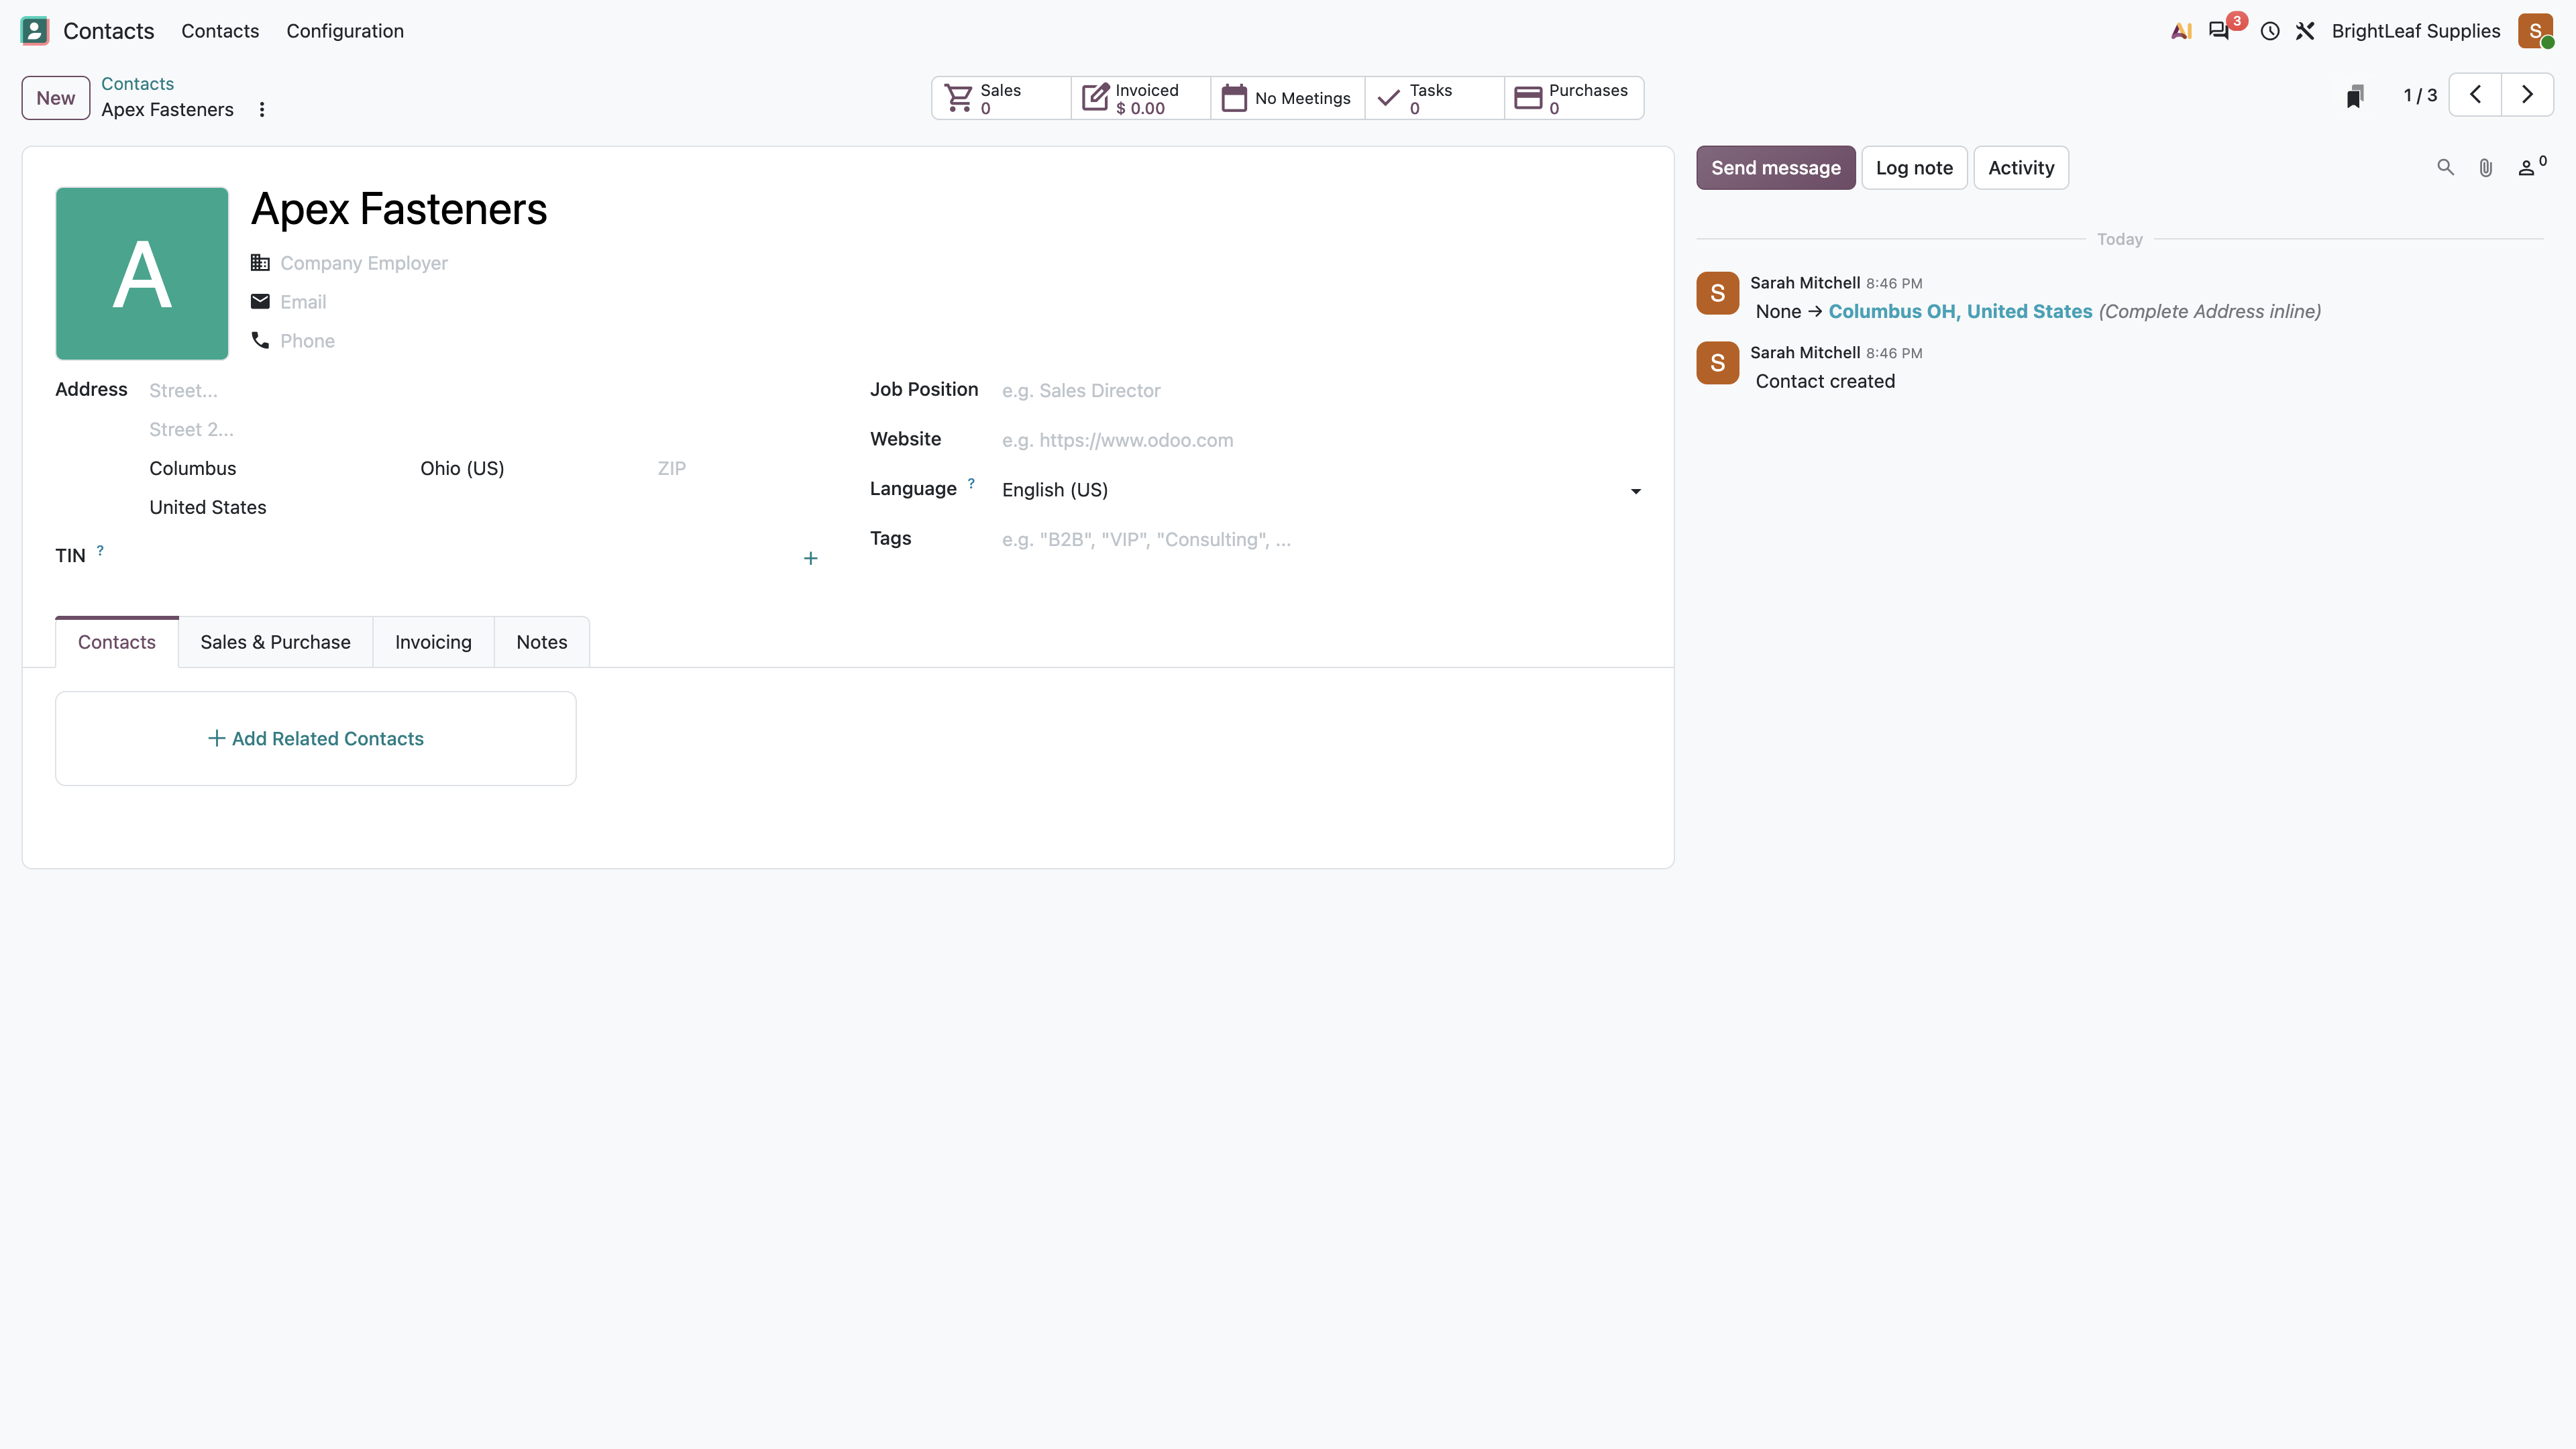 Contacts Contacts Configuration
AI 3 BrightLeaf Supplies S
New
Contacts
Apex Fasteners
Sales
0
Invoiced
$ 0.00
No Meetings
Tasks
0
Purchases
0
1 / 3
A
Apex Fasteners
Company Employer
Email
Phone
Address
Street...
Street 2...
Columbus Ohio (US) ZIP
United States
TIN ?
Job Position e.g. Sales Director
Website e.g. https://www.odoo.com
Language ? English (US)
Tags e.g. "B2B", "VIP", "Consulting", ...
Contacts Sales & Purchase Invoicing Notes
Add Related Contacts
Send message Log note Activity
0
Today
S
Sarah Mitchell 8:46 PM
None → Columbus OH, United States (Complete Address inline)
S
Sarah Mitchell 8:46 PM
Contact created